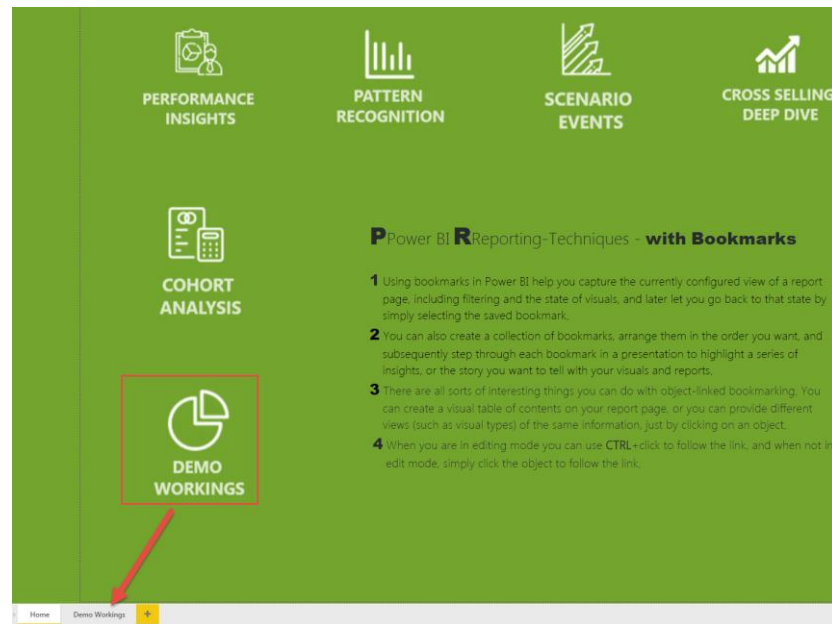 PERFORMANCE
INSIGHTS
PATTERN
RECOGNITION
SCENARIO
EVENTS
CROSS SELLING
DEEP DIVE
COHORT
ANALYSIS
DEMO
WORKINGS
PPower BI RReporting-Techniques - with Bookmarks
1 Using bookmarks in Power BI help you capture the currently configured view of a report
page, including filtering and the state of visuals, and later let you go back to that state by
simply selecting the saved bookmark.
2 You can also create a collection of bookmarks, arrange them in the order you want, and
subsequently step through each bookmark in a presentation to highlight a series of
insights, or the story you want to tell with your visuals and reports.
3 There are all sorts of interesting things you can do with object-linked bookmarking. You
can create a visual table of contents on your report page, or you can provide different
views (such as visual types) of the same information, just by clicking on an object.
4 When you are in editing mode you can use CTRL+click to follow the link, and when not in
edit mode, simply click the object to follow the link.
Home Demo Workings +